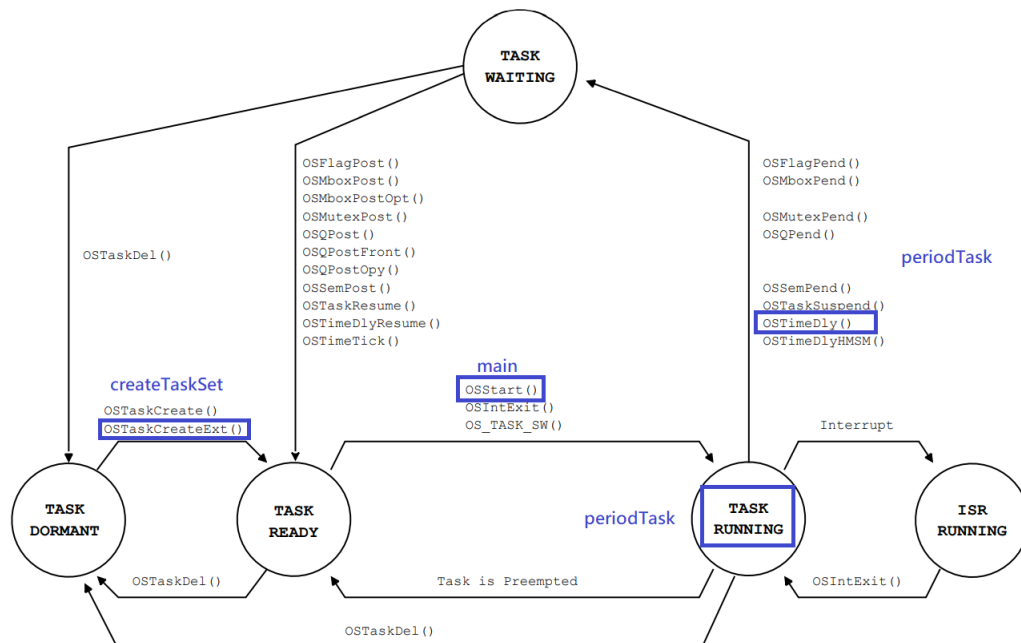 TASK
WAITING
OSFlagPost()
OSMboxPost()
OSMboxPostOpt()
OSMutexPost()
OSQPost()
OSQPostFront()
OSQPostOpy()
OSSemPost()
OSTaskResume()
OSTimeDlyResume()
OSTimeTick()
OSFlagPend()
OSMboxPend()
OSMutexPend()
OSQPend()
OSSemPend()
OSTaskSuspend()
OSTimeDly()
OSTimeDlyHMSM()
periodTask
OSTaskDel()
createTaskSet
OSTaskCreate()
OSTaskCreateExt()
main
OSStart()
OSIntExit()
OS_TASK_SW()
Interrupt
TASK
DORMANT
TASK
READY
periodTask
TASK
RUNNING
ISR
RUNNING
OSTaskDel()
Task is Preempted
OSIntExit()
OSTaskDel()